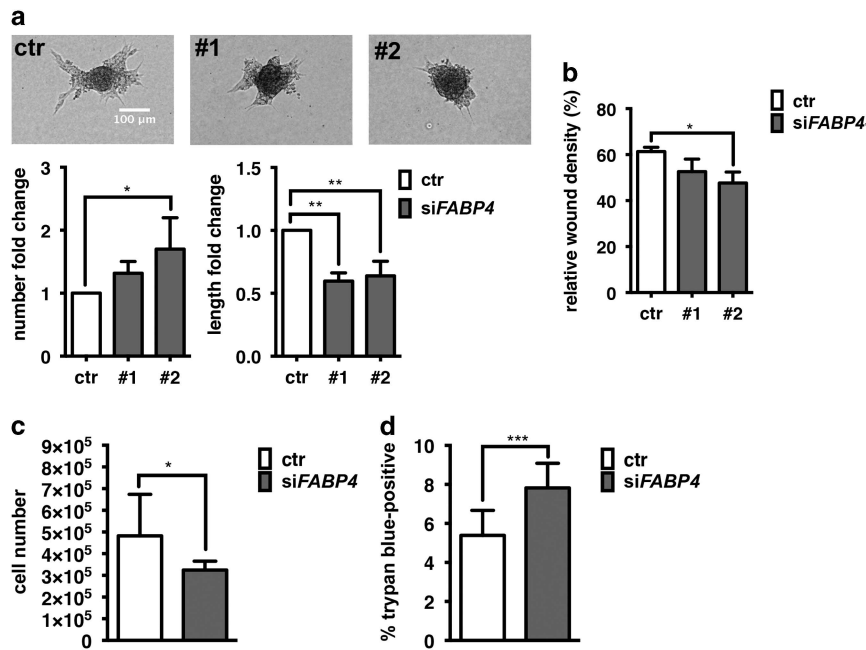 a
ctr
#1
#2
100 µm
number fold change
3
2
1
0
*
ctr #1 #2
length fold change
1.5
1.0
0.5
0.0
**
**
ctr #1 #2
ctr
siFABP4
b
relative wound density (%)
80
60
40
20
0
*
ctr #1 #2
ctr
siFABP4
c
cell number
9×10⁵
8×10⁵
7×10⁵
6×10⁵
5×10⁵
4×10⁵
3×10⁵
2×10⁵
1×10⁵
0
*
ctr
siFABP4
d
% trypan blue-positive
10
8
6
4
2
0
***
ctr
siFABP4